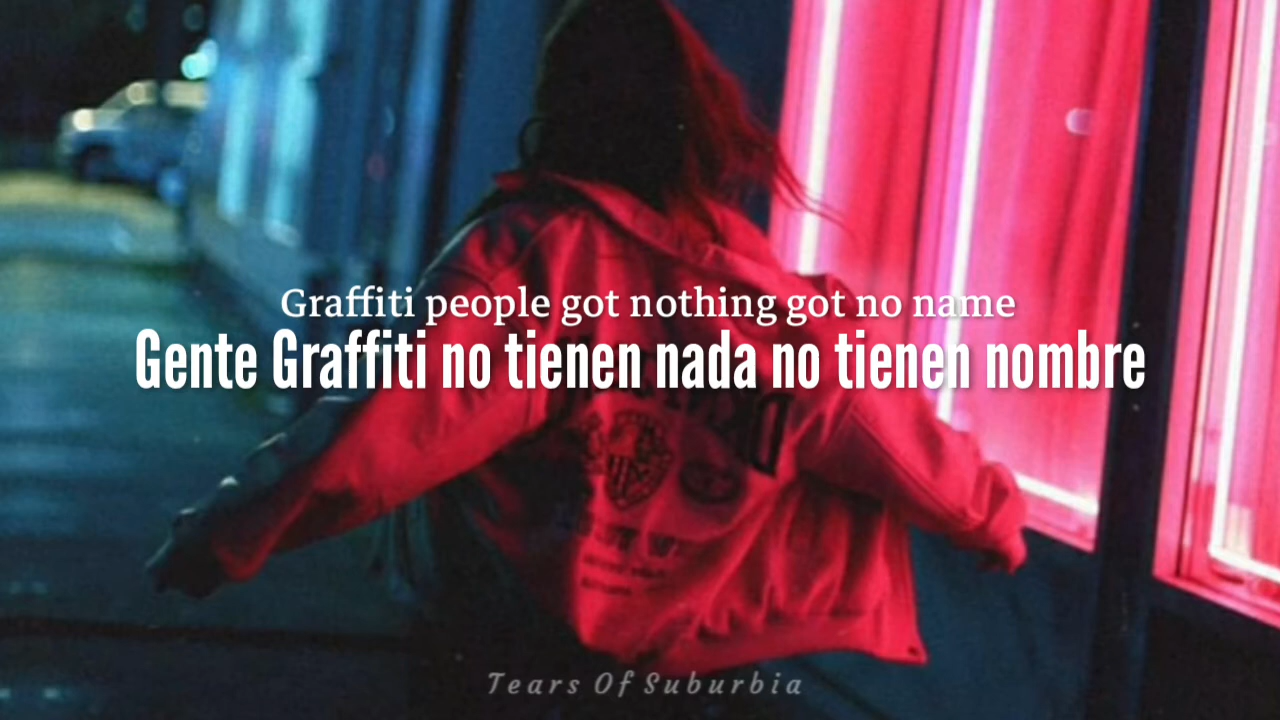 Graffiti people got nothing got no name
Gente Graffiti no tienen nada no tienen nombre
Tears Of Suburbia